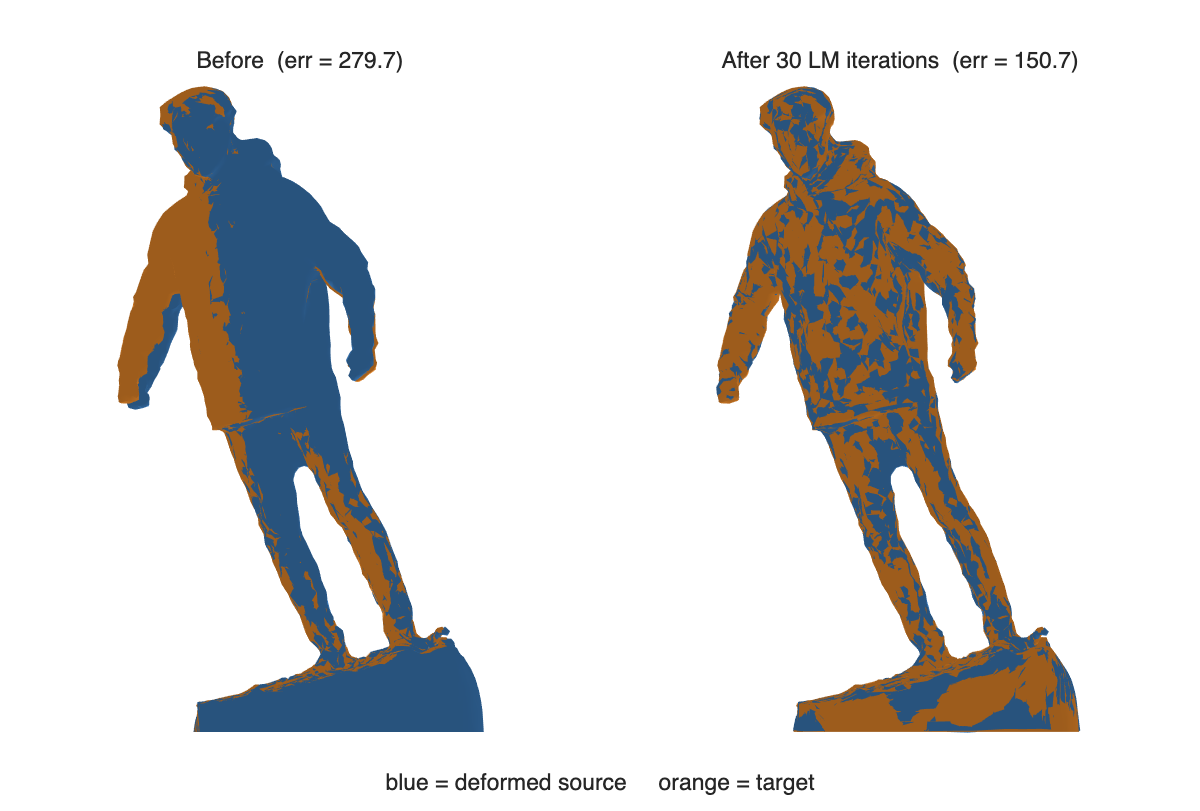 Before  (err = 279.7)
After 30 LM iterations  (err = 150.7)
blue = deformed source     orange = target